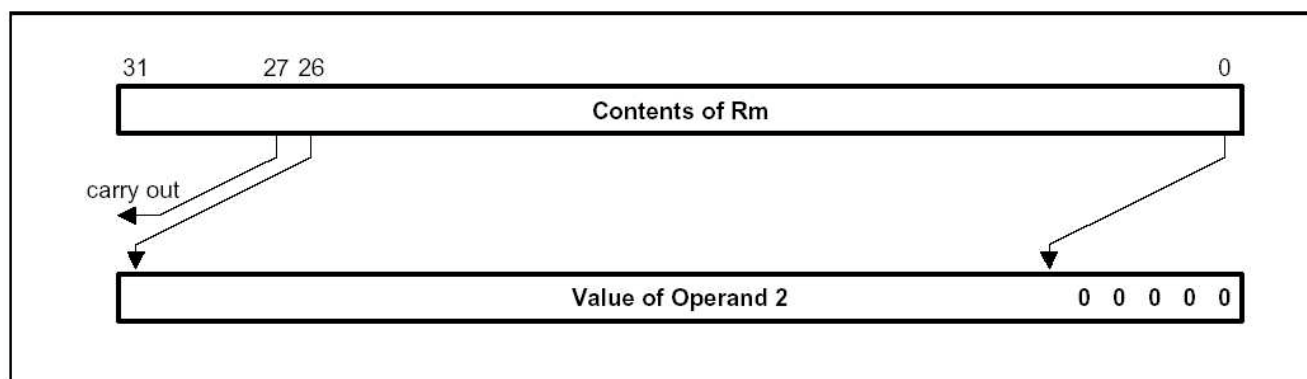 31 27 26 0
Contents of Rm
carry out
Value of Operand 2 0 0 0 0 0